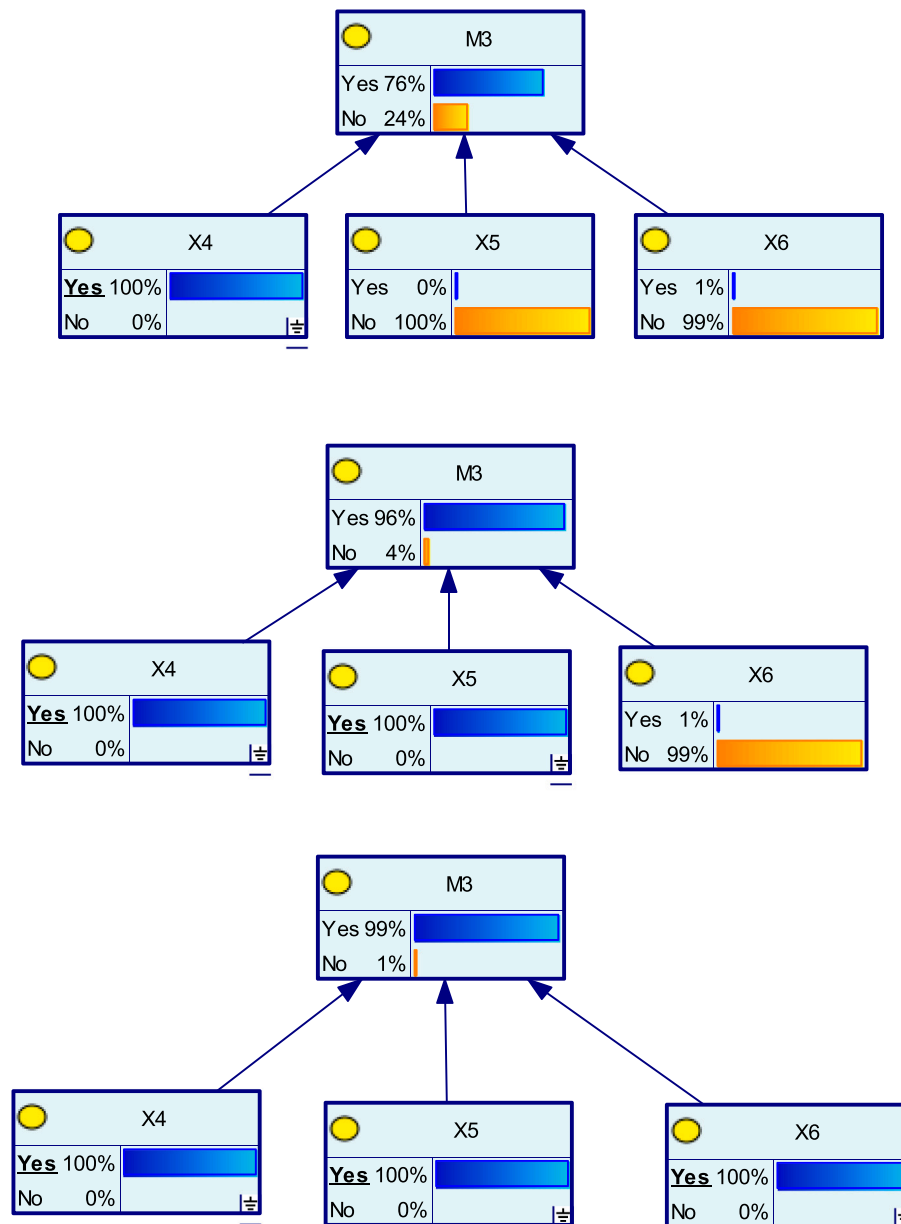 M3
Yes 76%
No 24%
X4
Yes 100%
No 0%
X5
Yes 0%
No 100%
X6
Yes 1%
No 99%
M3
Yes 96%
No 4%
X4
Yes 100%
No 0%
X5
Yes 100%
No 0%
X6
Yes 1%
No 99%
M3
Yes 99%
No 1%
X4
Yes 100%
No 0%
X5
Yes 100%
No 0%
X6
Yes 100%
No 0%